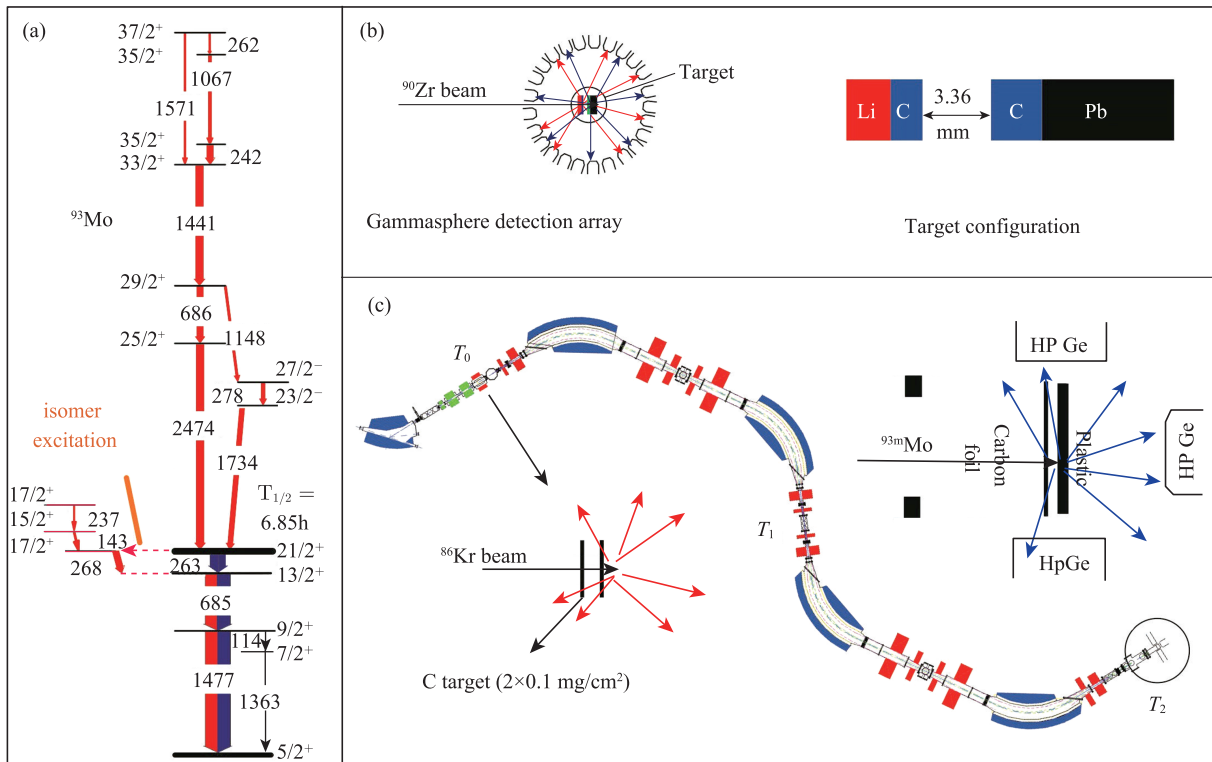 (a)
37/2⁺
35/2⁺
262
1067
1571
35/2⁺
33/2⁺
242
⁹³Mo
1441
29/2⁺
686
1148
25/2⁺
27/2⁻
278
23/2⁻
isomer
excitation
2474
1734
T₁/₂ =
6.85h
17/2⁺
237
15/2⁺
143
17/2⁺
21/2⁺
268
263
13/2⁺
685
9/2⁺
114
7/2⁺
1477
1363
5/2⁺
(b)
⁹⁰Zr beam
Target
Gammasphere detection array
Li
C
3.36
mm
C
Pb
Target configuration
(c)
T₀
T₁
T₂
⁸⁶Kr beam
C target (2×0.1 mg/cm²)
HP Ge
⁹³ᵐMo
Carbon
foil
Plastic
HP Ge
HpGe